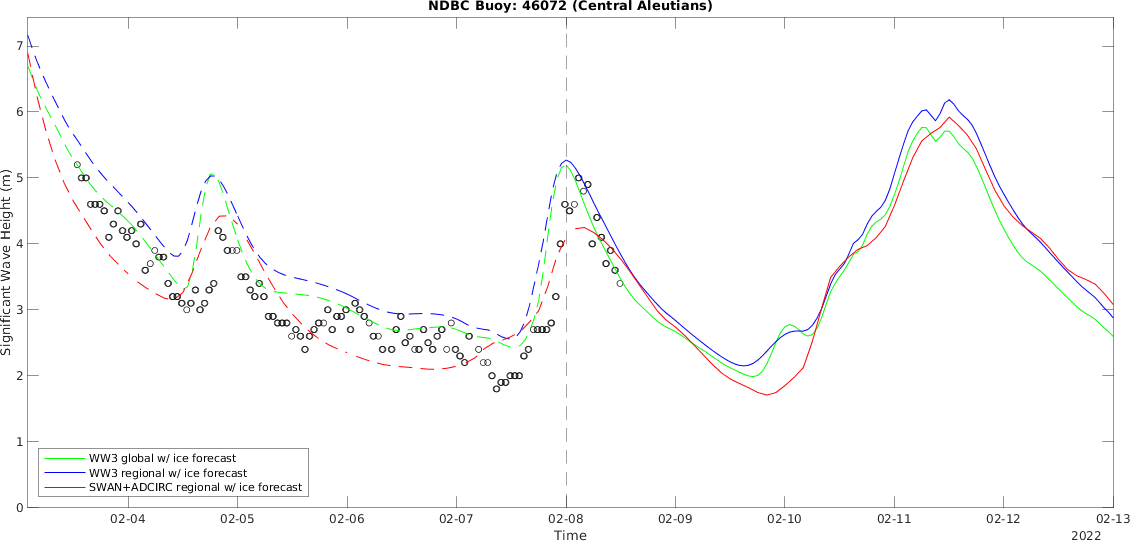 NDBC Buoy: 46072 (Central Aleutians)
Significant Wave Height (m)
7
6
5
4
3
2
1
0
WW3 global w/ ice forecast
WW3 regional w/ ice forecast
SWAN+ADCIRC regional w/ ice forecast
02-04 02-05 02-06 02-07 02-08 02-09 02-10 02-11 02-12 02-13
Time
2022